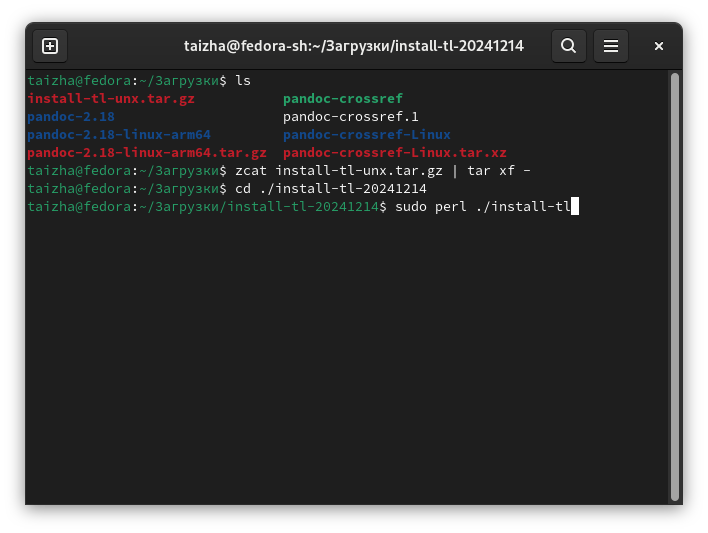 taizha@fedora-sh:~/Загрузки/install-tl-20241214
taizha@fedora:~/Загрузки$ ls
install-tl-unx.tar.gz pandoc-crossref
pandoc-2.18 pandoc-crossref.1
pandoc-2.18-linux-arm64 pandoc-crossref-Linux
pandoc-2.18-linux-arm64.tar.gz pandoc-crossref-Linux.tar.xz
taizha@fedora:~/Загрузки$ zcat install-tl-unx.tar.gz | tar xf -
taizha@fedora:~/Загрузки$ cd ./install-tl-20241214
taizha@fedora:~/Загрузки/install-tl-20241214$ sudo perl ./install-tl